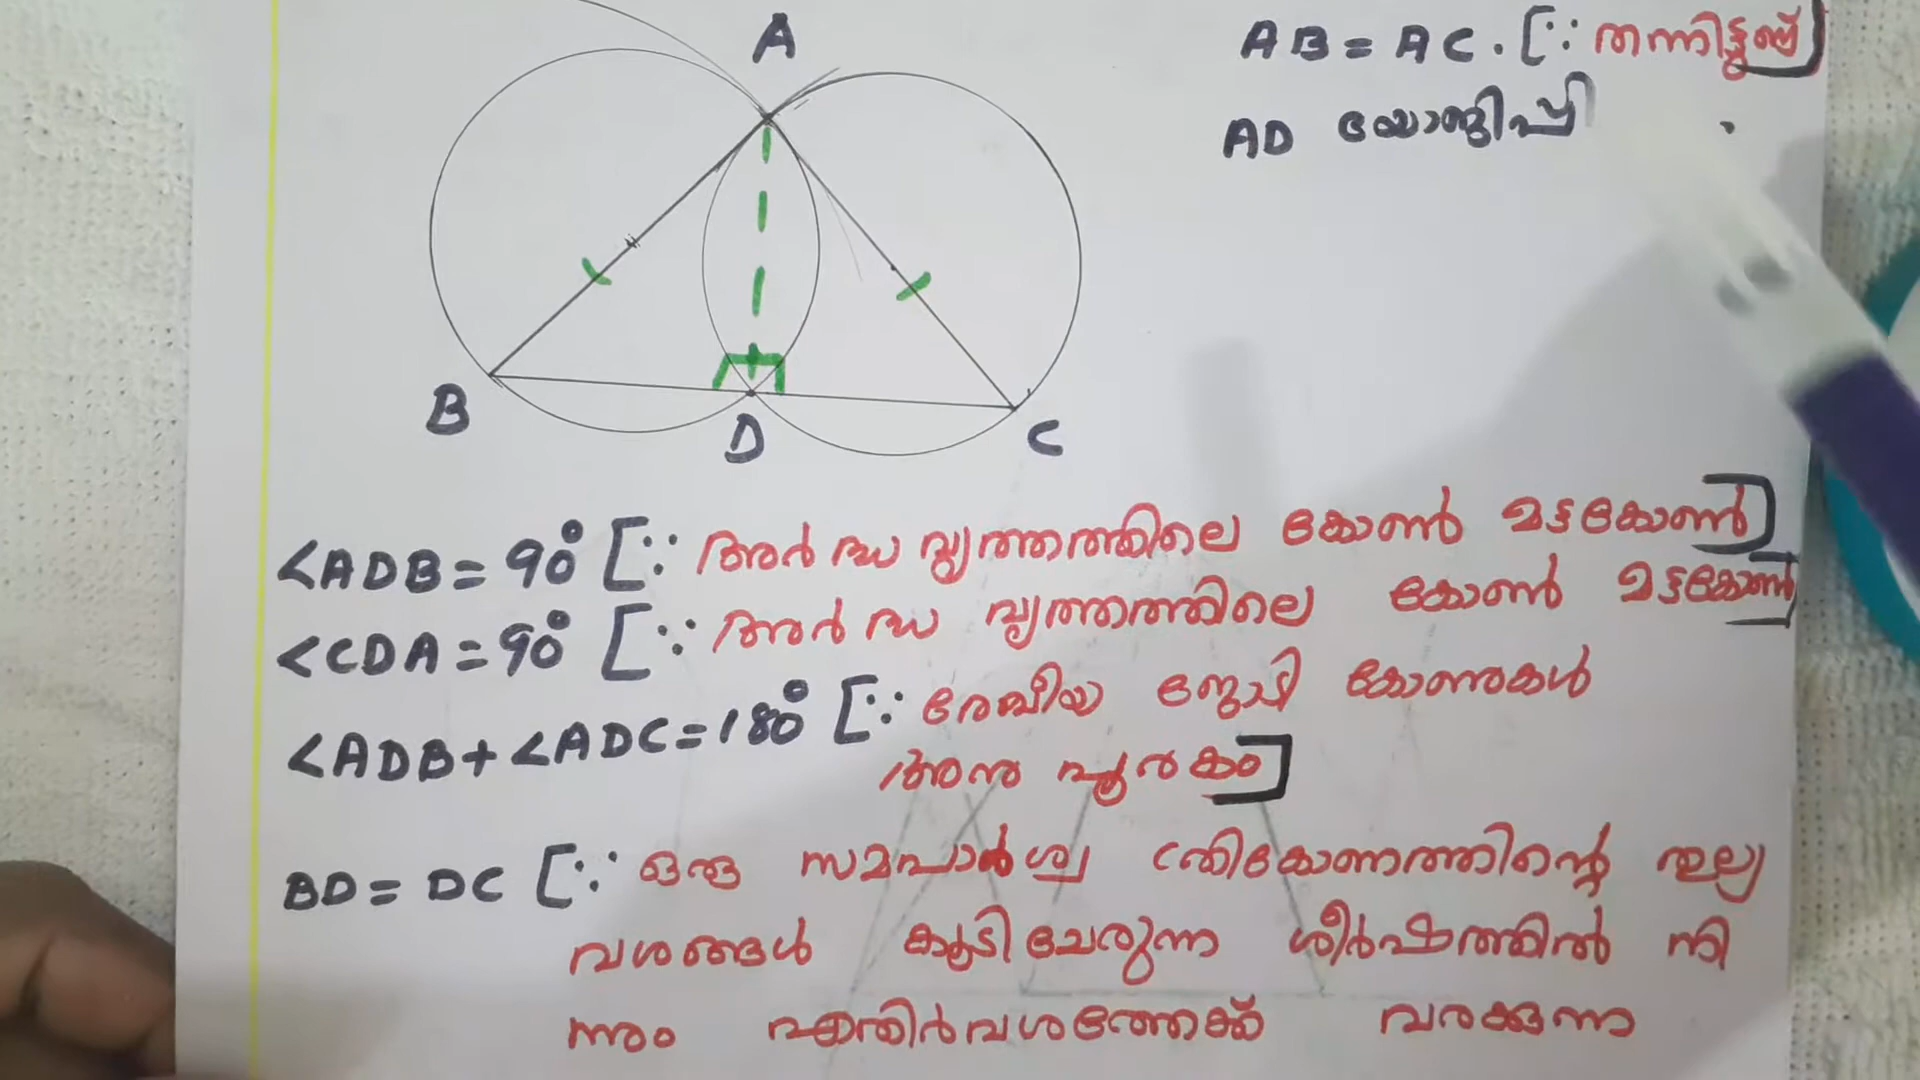 A
AB = AC. [∵ തന്നിട്ടുണ്ട്]
AD യോജിപ്പി
B
D
C
<ADB = 90° [∵ അർദ്ധ വൃത്തത്തിലെ കോൺ മട്ടകോൺ]
<CDA = 90° [∵ അർദ്ധ വൃത്തത്തിലെ കോൺ മട്ടകോൺ]
<ADB + <ADC = 180° [∵ രേഖീയ ജോടി കോണുകൾ
അനുപൂരകം]
BD = DC [∵ ഒരു സമപാർശ്വ ത്രികോണത്തിന്റെ തുല്യ
വശങ്ങൾ കൂടിചേരുന്ന ശീർഷത്തിൽ നി
ന്നും എതിർവശത്തേക്ക് വരക്കുന്ന